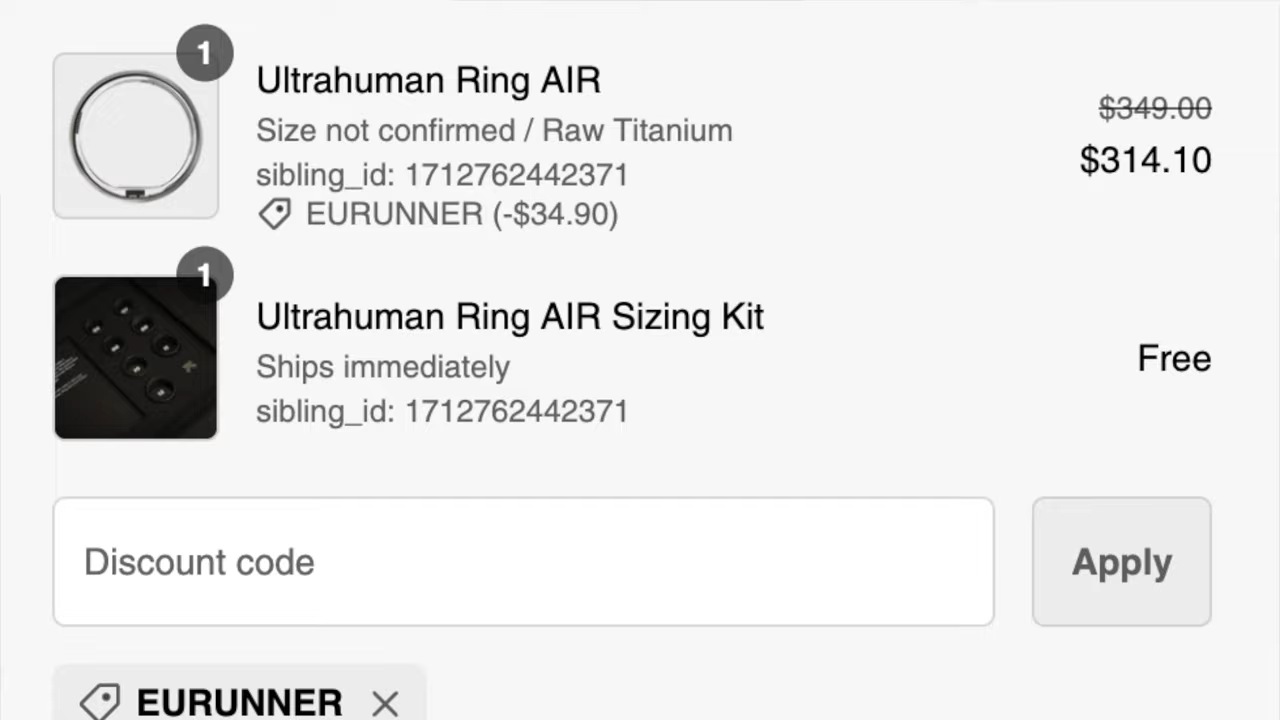 1
Ultrahuman Ring AIR
Size not confirmed / Raw Titanium
sibling_id: 1712762442371
EURUNNER (-$34.90)
$349.00
$314.10
1
Ultrahuman Ring AIR Sizing Kit
Ships immediately
sibling_id: 1712762442371
Free
Discount code
Apply
EURUNNER